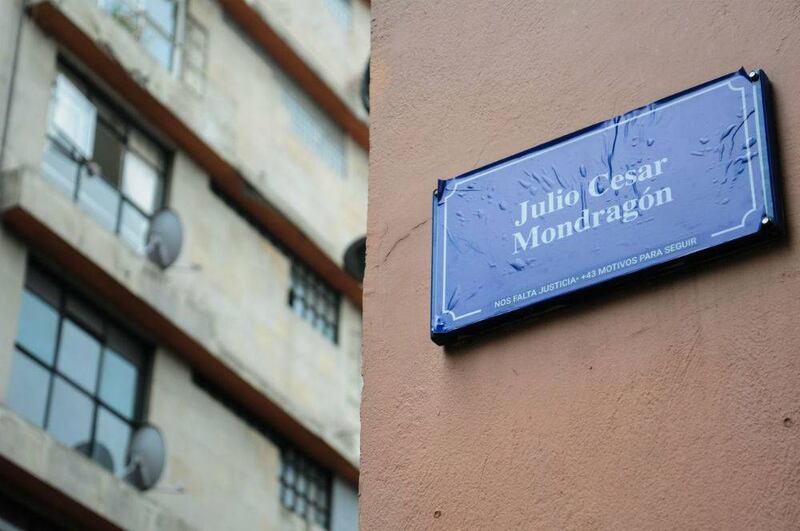 Julio Cesar
Mondragón
NOS FALTA JUSTICIA• +43 MOTIVOS PARA SEGUIR